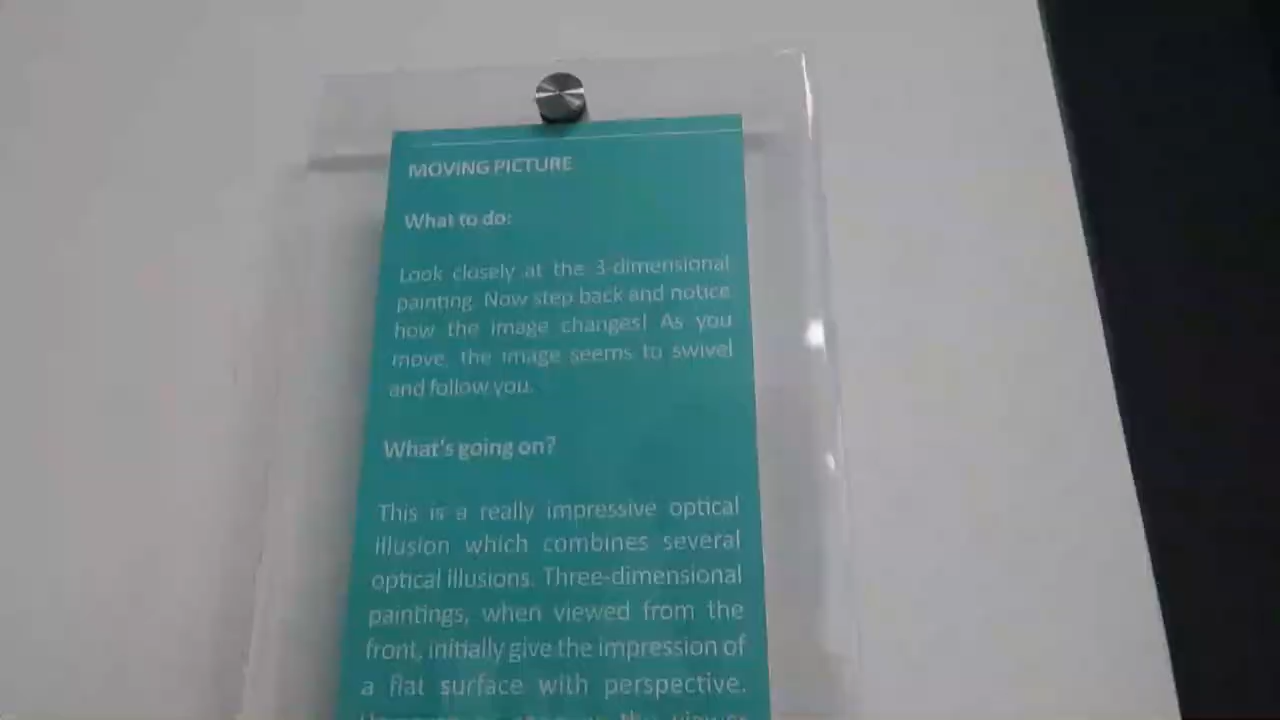 MOVING PICTURE
What to do:
Look closely at the 3-dimensional
painting. Now step back and notice
how the image changes! As you
move, the image seems to swivel
and follow you.
What's going on?
This is a really impressive optical
illusion which combines several
optical illusions. Three-dimensional
paintings, when viewed from the
front, initially give the impression of
a flat surface with perspective.
the viewer